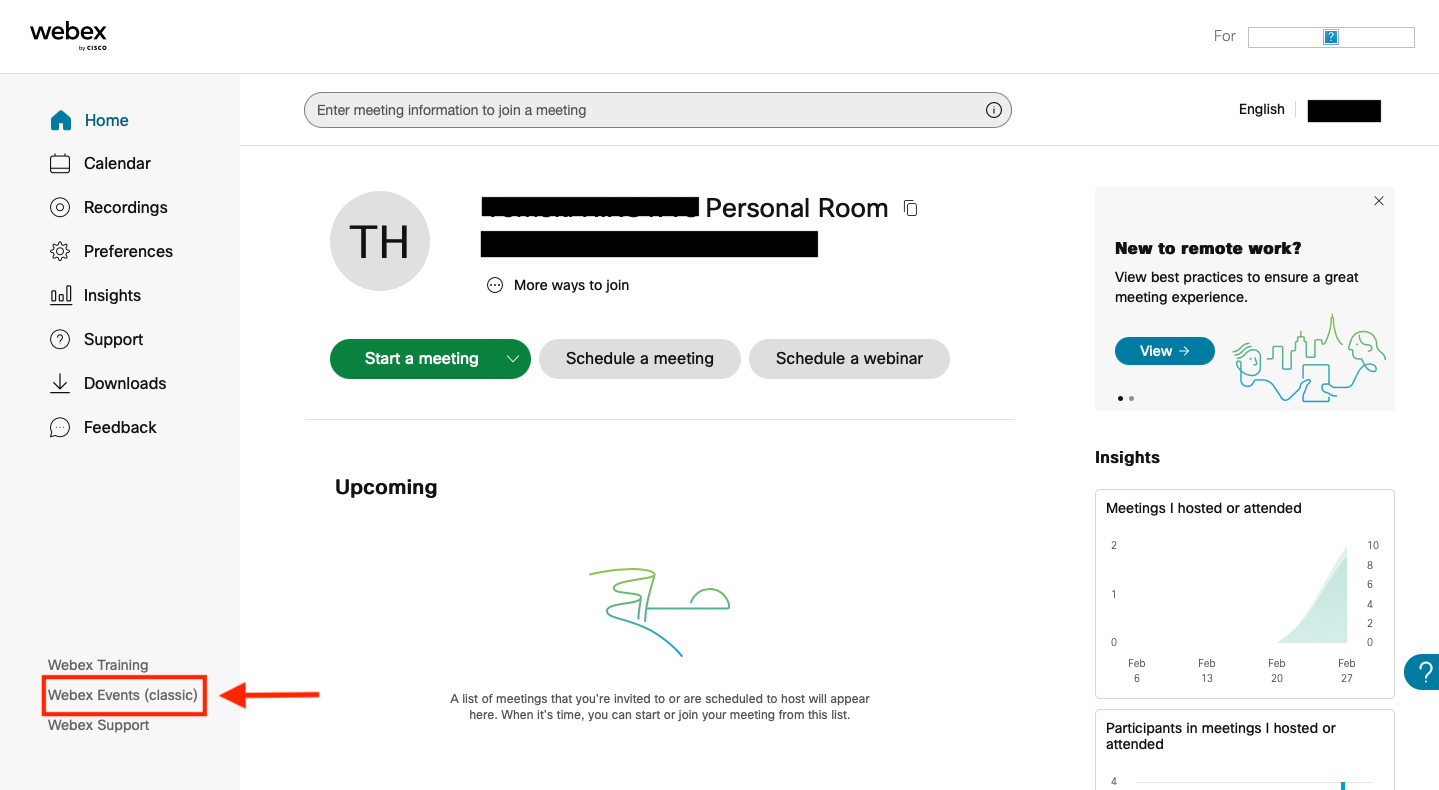 webex
by CISCO
For
Home
Calendar
Recordings
Preferences
Insights
Support
Downloads
Feedback
Webex Training
Webex Events (classic)
Webex Support
Enter meeting information to join a meeting
English
TH
Personal Room
More ways to join
Start a meeting
Schedule a meeting
Schedule a webinar
Upcoming
A list of meetings that you're invited to or are scheduled to host will appear
here. When it's time, you can start or join your meeting from this list.
New to remote work?
View best practices to ensure a great
meeting experience.
View
Insights
Meetings I hosted or attended
2 10
8
6
1
4
2
0 0
Feb Feb Feb Feb
6 13 20 27
?
Participants in meetings I hosted or
attended
4